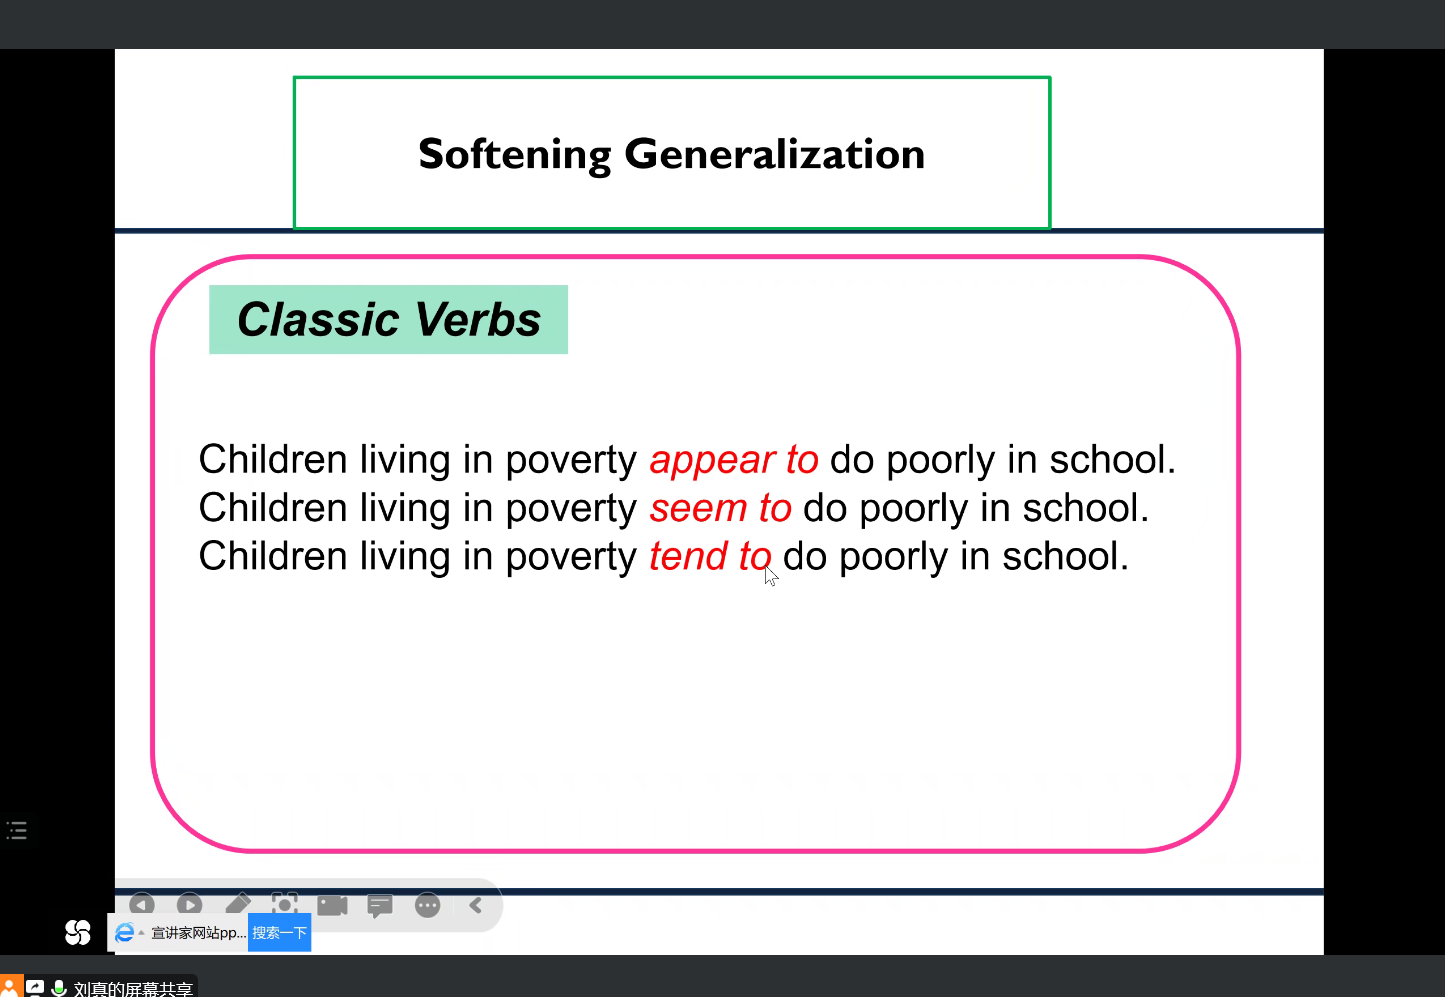 Softening Generalization
Classic Verbs
Children living in poverty appear to do poorly in school.
Children living in poverty seem to do poorly in school.
Children living in poverty tend to do poorly in school.
宣讲家网站pp... 搜索一下
刘真的屏幕共享